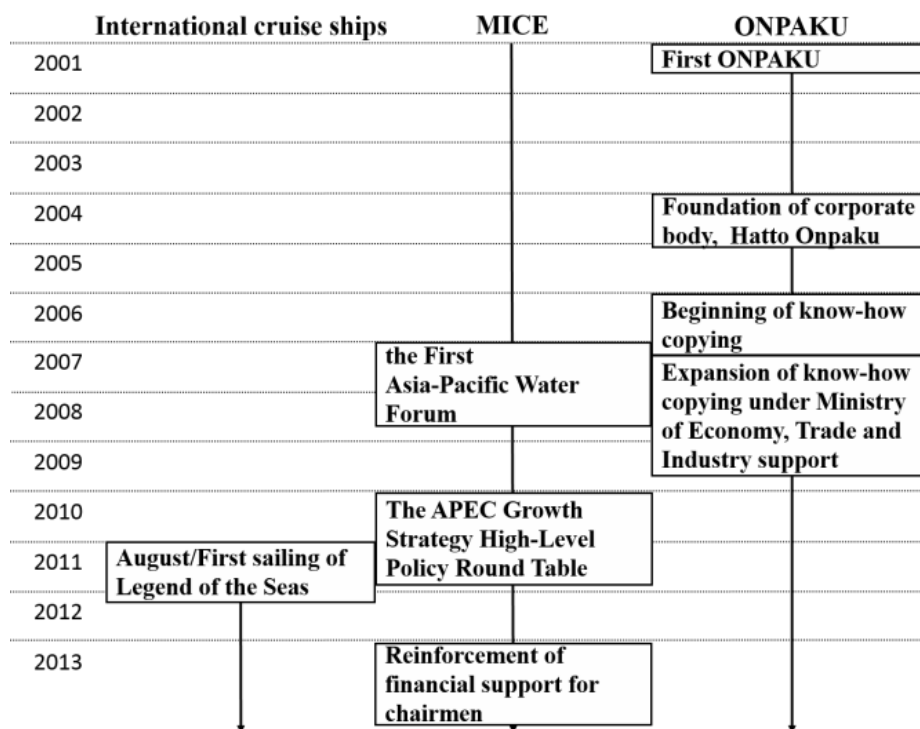 International cruise ships MICE ONPAKU
2001
First ONPAKU
2002
2003
2004
Foundation of corporate
body, Hatto Onpaku
2005
2006
Beginning of know-how
copying
2007
the First
Asia-Pacific Water
Forum
Expansion of know-how
copying under Ministry
of Economy, Trade and
Industry support
2008
2009
2010
The APEC Growth
Strategy High-Level
Policy Round Table
2011
August/First sailing of
Legend of the Seas
2012
2013
Reinforcement of
financial support for
chairmen